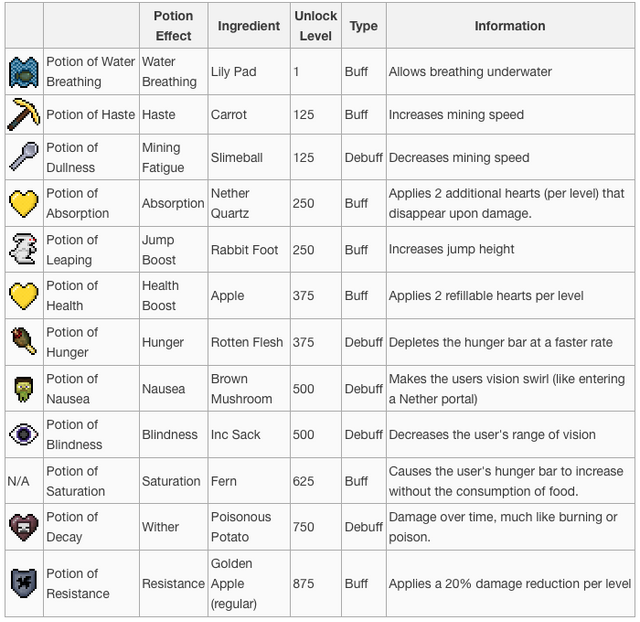 Potion Effect Ingredient Unlock Level Type Information
Potion of Water Breathing Water Breathing Lily Pad 1 Buff Allows breathing underwater
Potion of Haste Haste Carrot 125 Buff Increases mining speed
Potion of Dullness Mining Fatigue Slimeball 125 Debuff Decreases mining speed
Potion of Absorption Absorption Nether Quartz 250 Buff Applies 2 additional hearts (per level) that disappear upon damage.
Potion of Leaping Jump Boost Rabbit Foot 250 Buff Increases jump height
Potion of Health Health Boost Apple 375 Buff Applies 2 refillable hearts per level
Potion of Hunger Hunger Rotten Flesh 375 Debuff Depletes the hunger bar at a faster rate
Potion of Nausea Nausea Brown Mushroom 500 Debuff Makes the users vision swirl (like entering a Nether portal)
Potion of Blindness Blindness Inc Sack 500 Debuff Decreases the user's range of vision
N/A Potion of Saturation Saturation Fern 625 Buff Causes the user's hunger bar to increase without the consumption of food.
Potion of Decay Wither Poisonous Potato 750 Debuff Damage over time, much like burning or poison.
Potion of Resistance Resistance Golden Apple (regular) 875 Buff Applies a 20% damage reduction per level